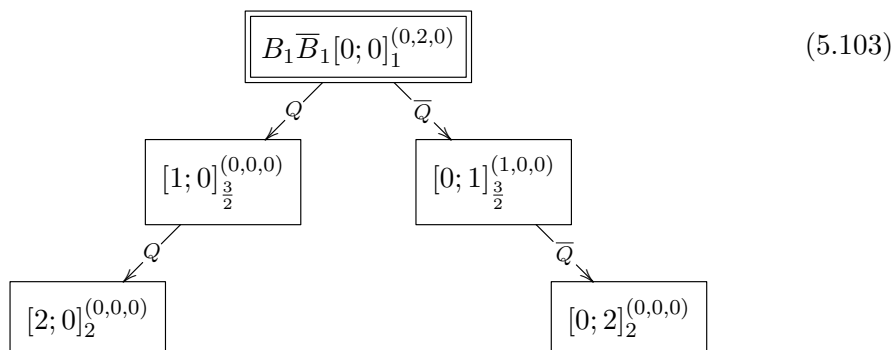 $B_1\overline{B}_1[0;0]_1^{(0,2,0)}$ (5.103)
$Q$ $\overline{Q}$
$[1;0]_{\frac{3}{2}}^{(0,0,0)}$ $[0;1]_{\frac{3}{2}}^{(1,0,0)}$
$Q$ $\overline{Q}$
$[2;0]_2^{(0,0,0)}$ $[0;2]_2^{(0,0,0)}$